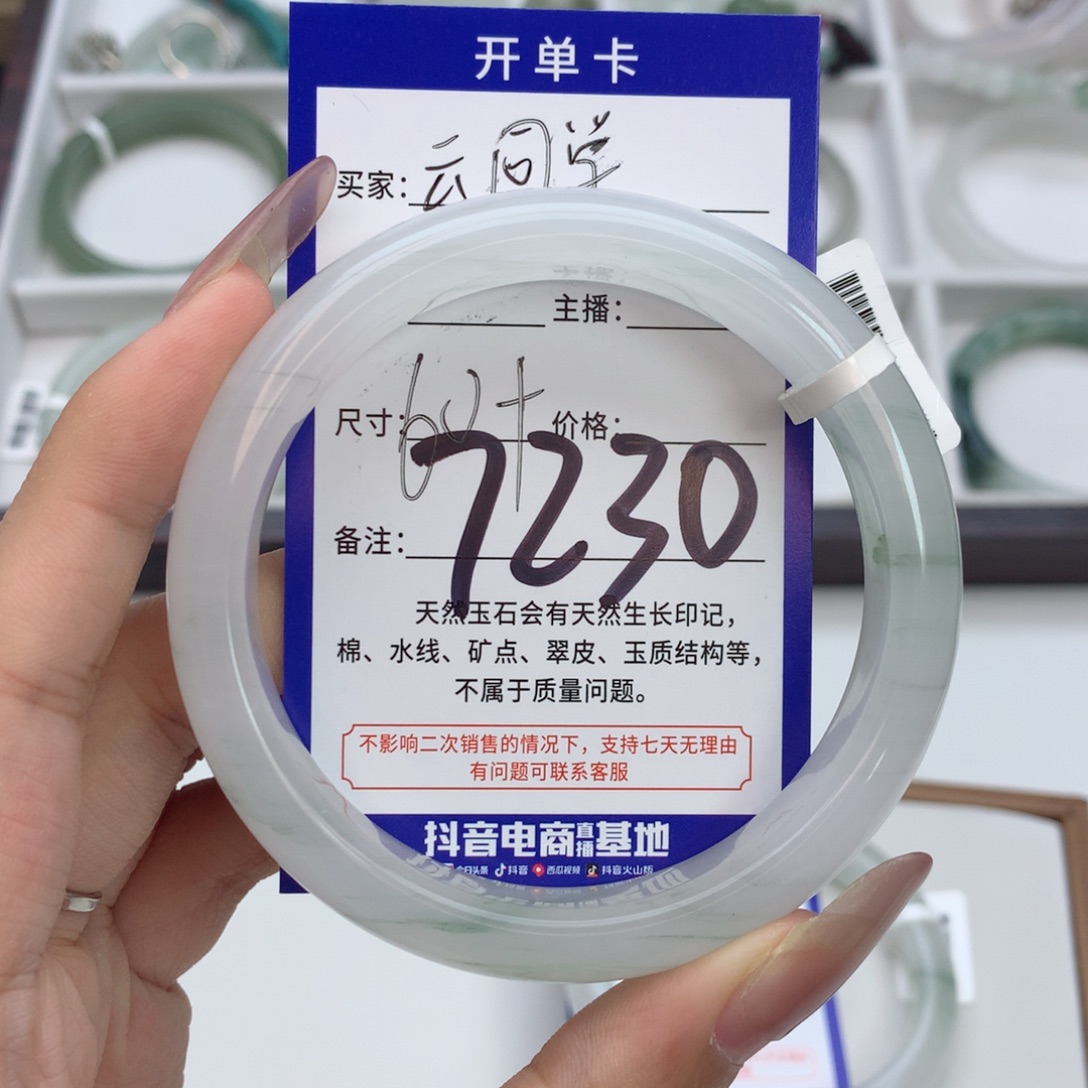 开单卡
买家：云同学
主播：
尺寸：60+ 价格：
7230
备注：
天然玉石会有天然生长印记，
棉、水线、矿点、翠皮、玉质结构等，
不属于质量问题。
不影响二次销售的情况下，支持七天无理由
有问题可联系客服
抖音电商直播基地
今日头条 抖音 西瓜视频 抖音火山版